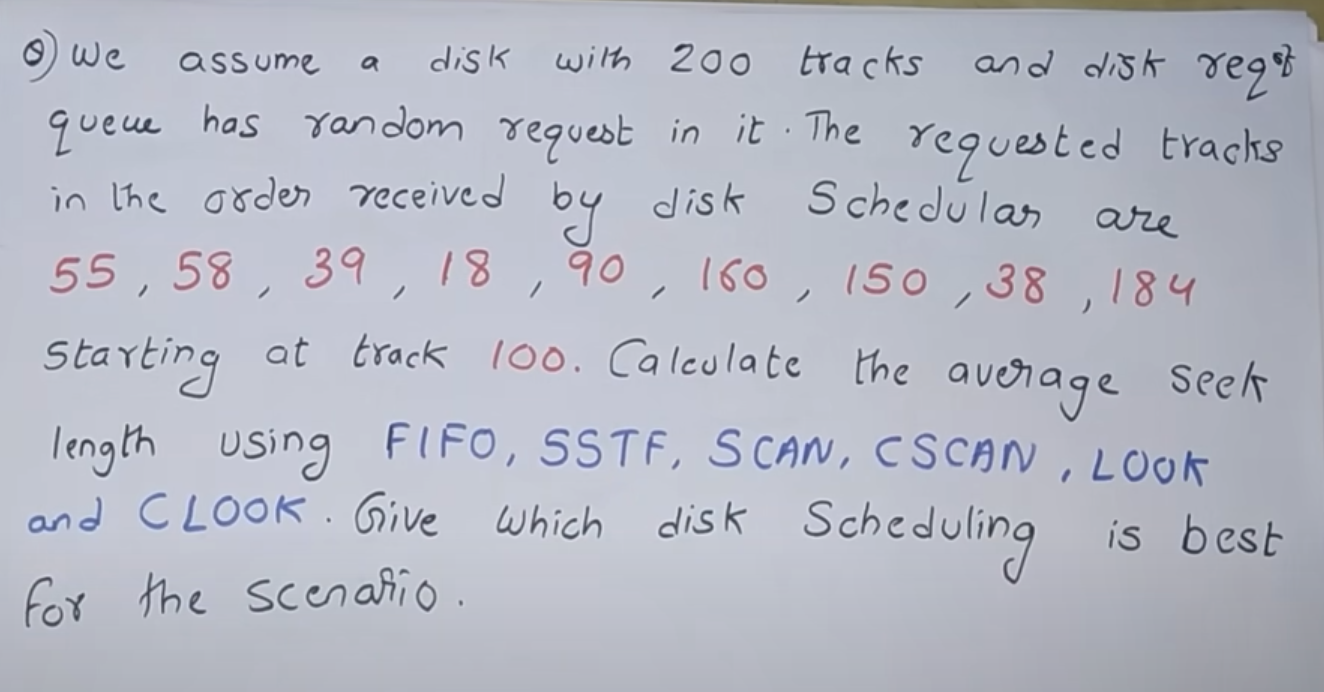 Q) We assume a disk with 200 tracks and disk reqst
queue has random request in it. The requested tracks
in the order received by disk Schedular are
55, 58, 39, 18, 90, 160, 150, 38, 184
Starting at track 100. Calculate the average seek
length using FIFO, SSTF, SCAN, CSCAN, LOOK
and CLOOK. Give which disk Scheduling is best
for the scenario.